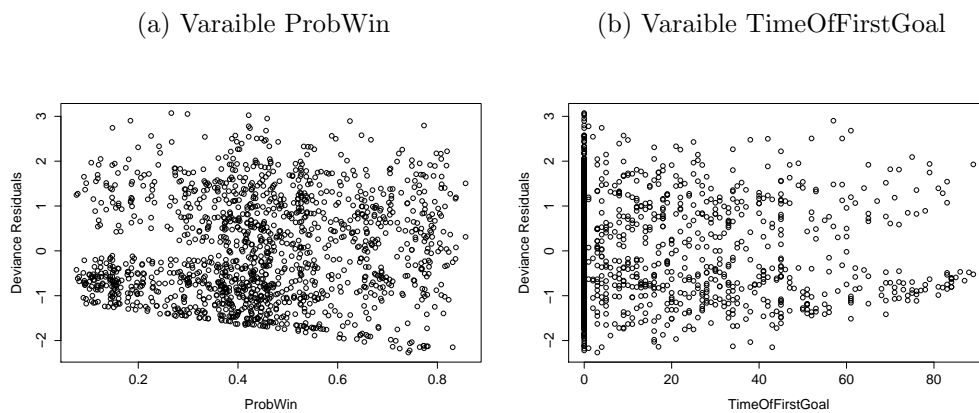 (a) Varaible ProbWin
(b) Varaible TimeOfFirstGoal
Deviance Residuals
3
2
1
0
−1
−2
0.2 0.4 0.6 0.8
ProbWin
Deviance Residuals
3
2
1
0
−1
−2
0 20 40 60 80
TimeOfFirstGoal